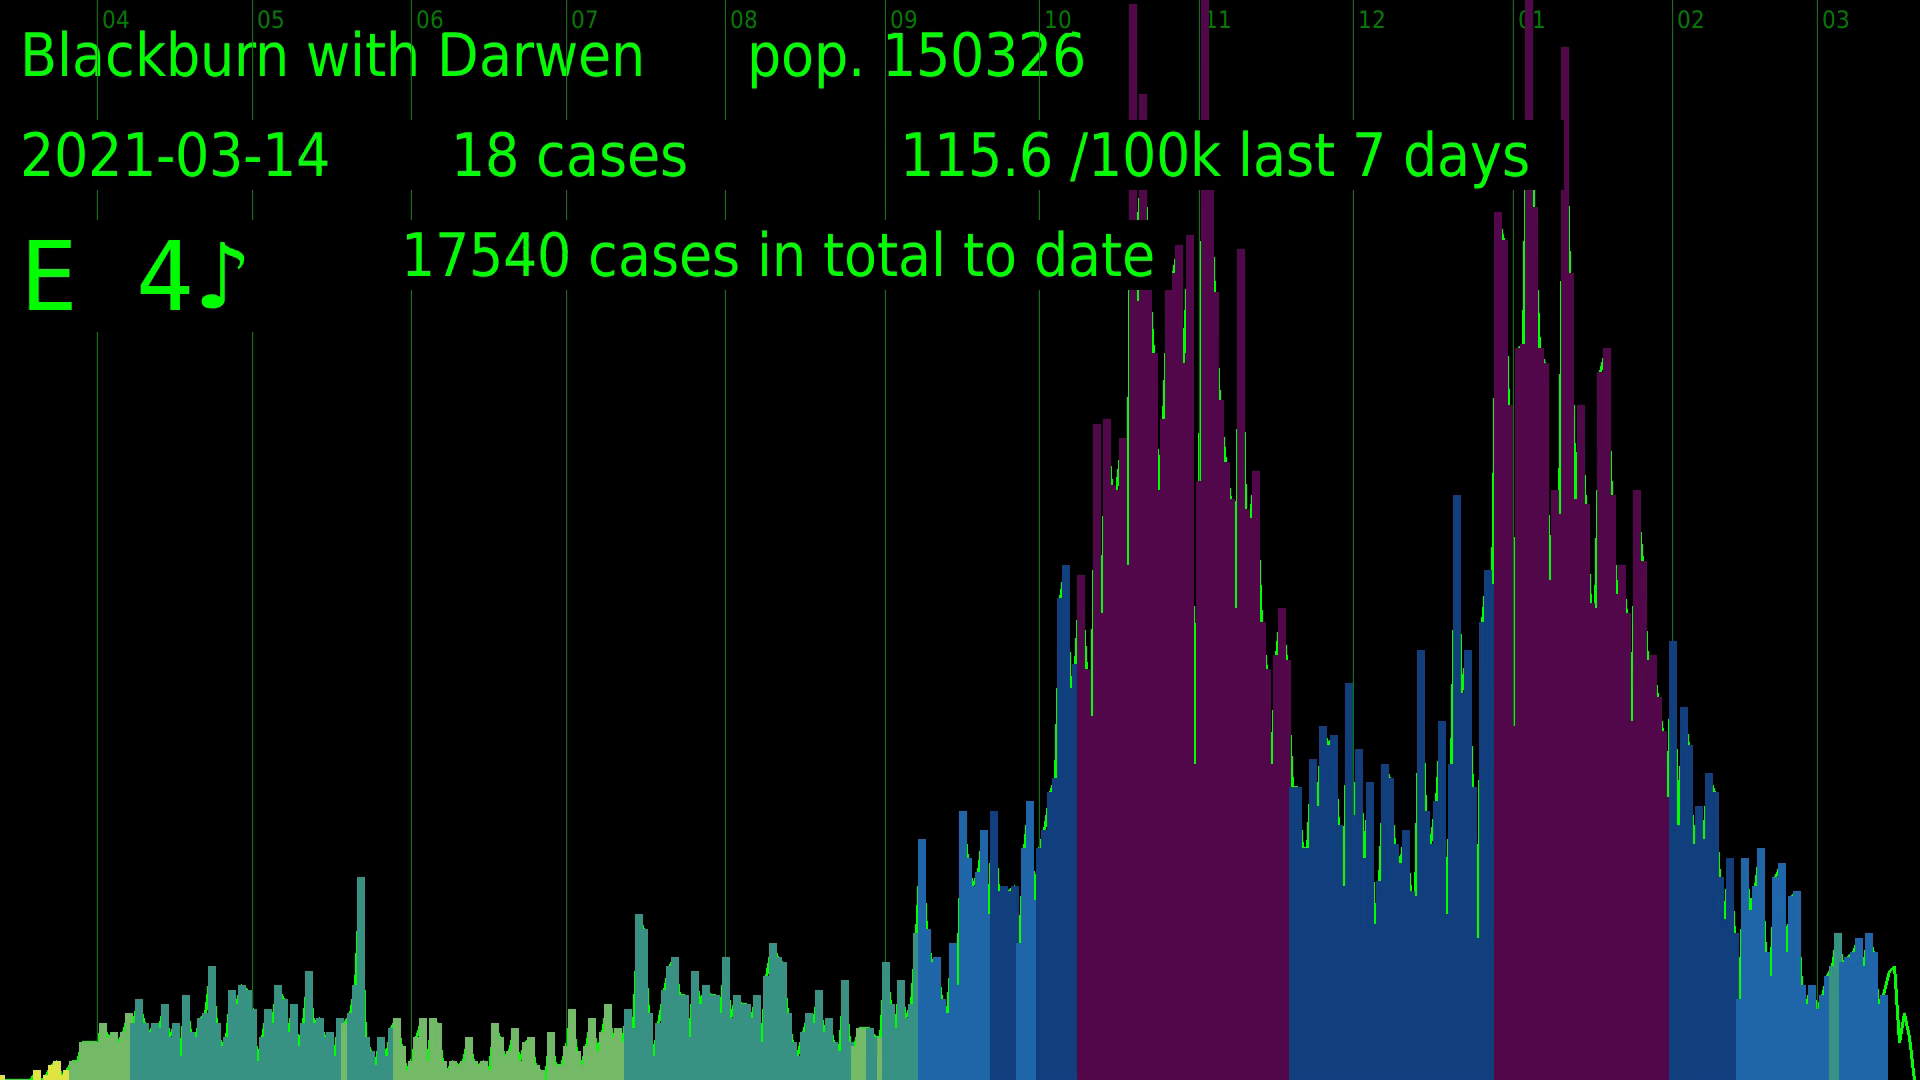 04 05 06 07 08 09 10 11 12 01 02 03
Blackburn with Darwen pop. 150326
2021-03-14 18 cases 115.6 /100k last 7 days
E 4♪ 17540 cases in total to date